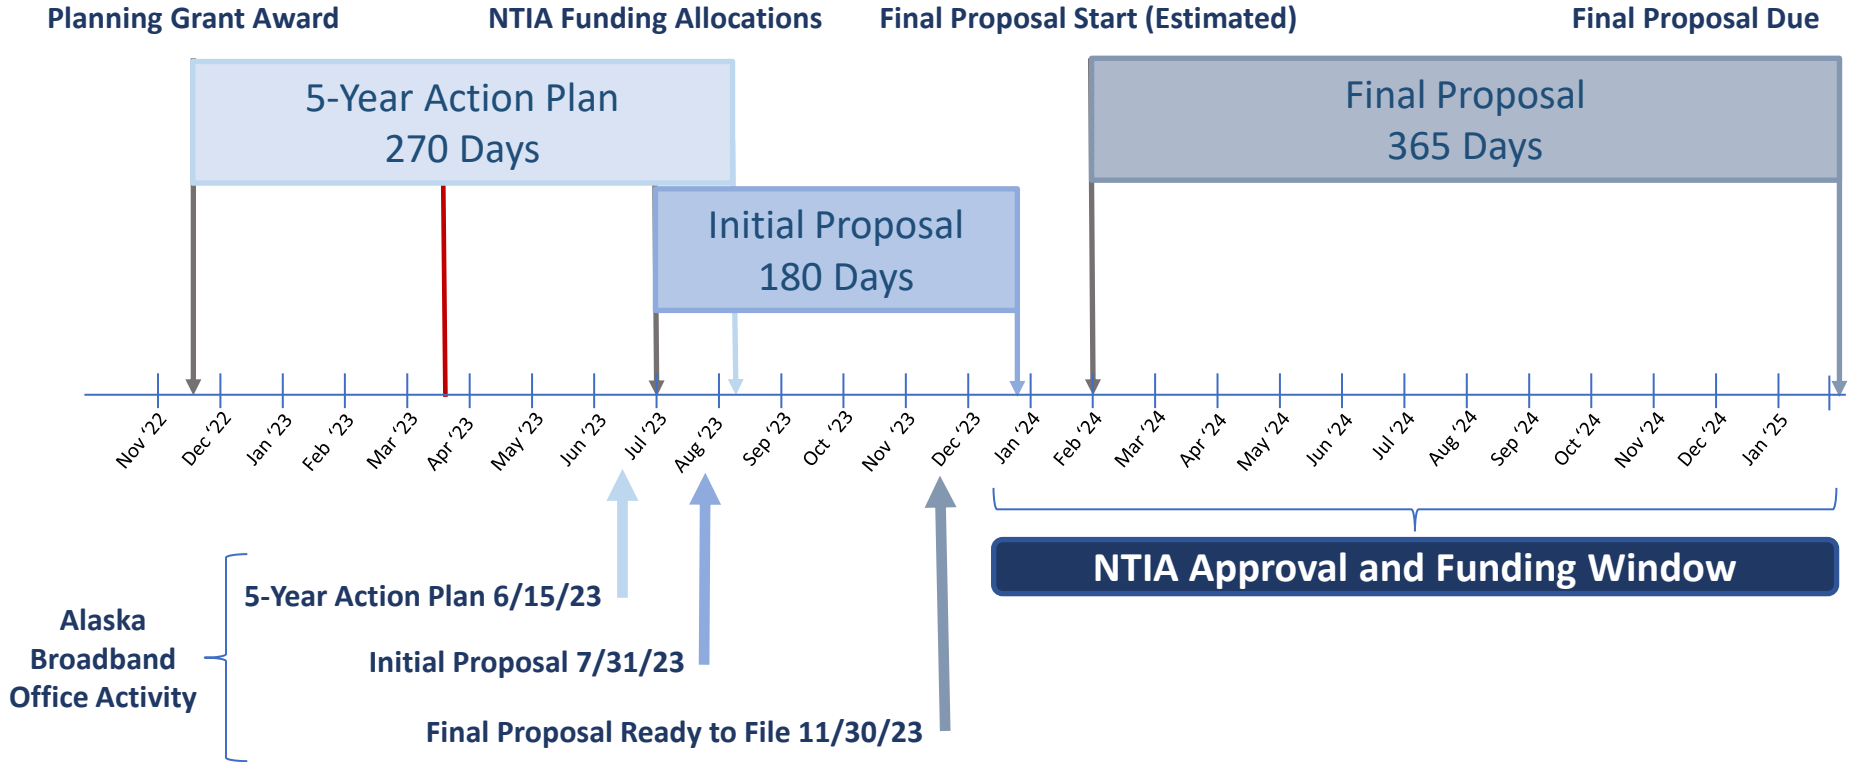 Planning Grant Award
NTIA Funding Allocations
Final Proposal Start (Estimated)
Final Proposal Due
5-Year Action Plan
270 Days
Final Proposal
365 Days
Initial Proposal
180 Days
Nov ‘22
Dec ‘22
Jan ‘23
Feb ‘23
Mar ‘23
Apr ‘23
May ‘23
Jun ‘23
Jul ‘23
Aug ‘23
Sep ‘23
Oct ‘23
Nov ‘23
Dec ‘23
Jan ‘24
Feb ‘24
Mar ‘24
Apr ‘24
May ‘24
Jun ‘24
Jul ‘24
Aug ‘24
Sep ‘24
Oct ‘24
Nov ‘24
Dec ‘24
Jan ‘25
NTIA Approval and Funding Window
Alaska
Broadband
Office Activity
5-Year Action Plan 6/15/23
Initial Proposal 7/31/23
Final Proposal Ready to File 11/30/23